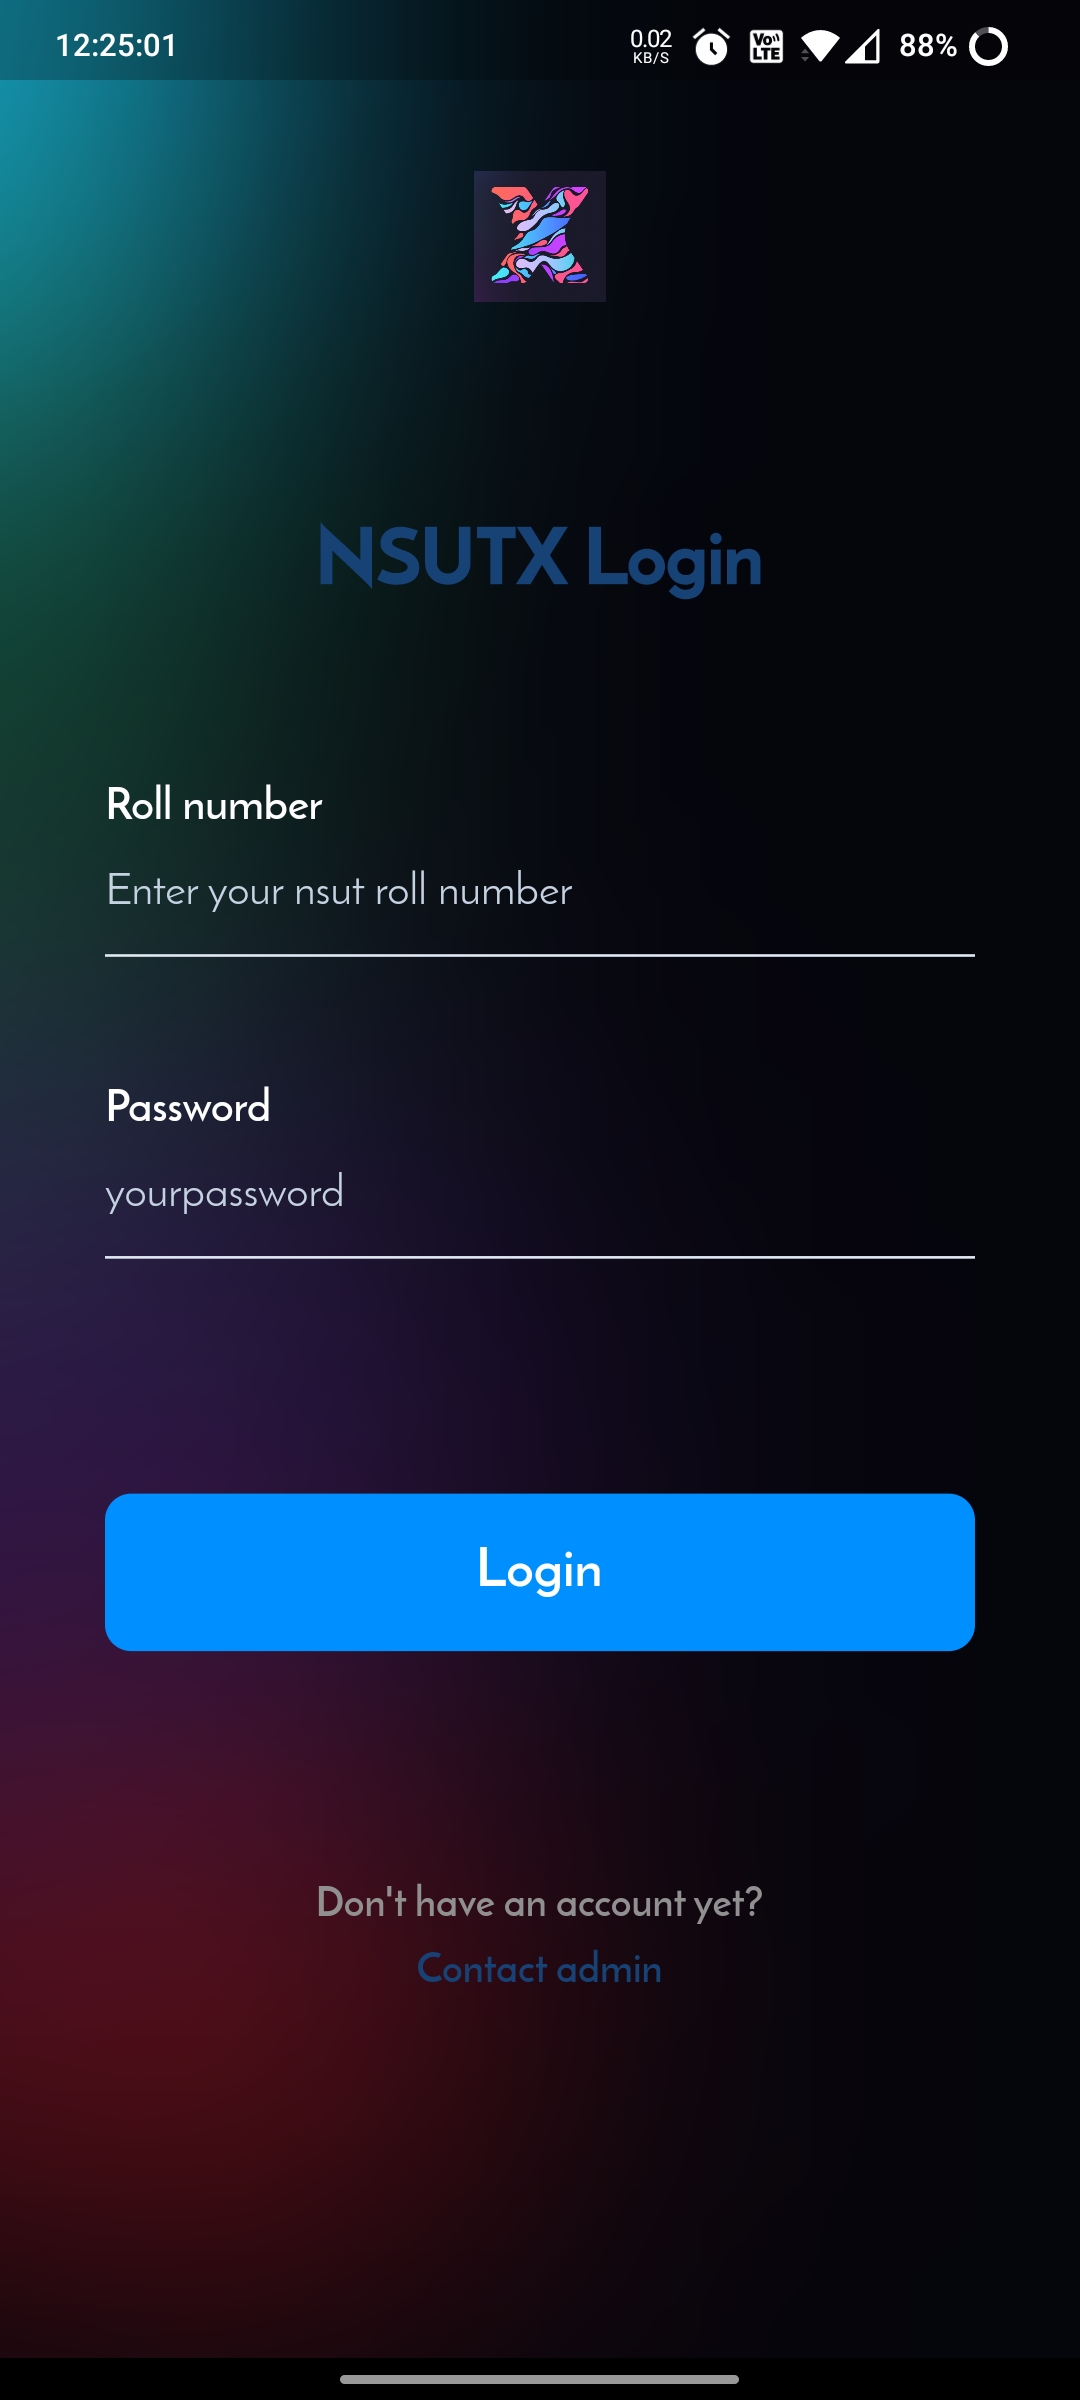 12:25:01 0.02 KB/S Vo LTE 88%
X
NSUTX Login
Roll number
Enter your nsut roll number
Password
yourpassword
Login
Don't have an account yet?
Contact admin